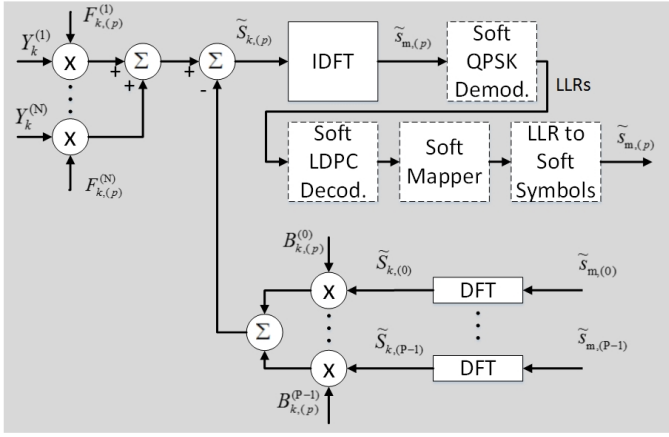 F_{k,(p)}^{(1)}
Y_k^{(1)}
X
+
Σ
+
+
Σ
-
S̃_{k,(p)}
IDFT
s̃_{m,(p)}
Soft
QPSK
Demod.
LLRs
Y_k^{(N)}
X
F_{k,(p)}^{(N)}
Soft
LDPC
Decod.
Soft
Mapper
LLR to
Soft
Symbols
s̃_{m,(p)}
B_{k,(p)}^{(0)}
X
S̃_{k,(0)}
DFT
s̃_{m,(0)}
Σ
X
S̃_{k,(P-1)}
DFT
s̃_{m,(P-1)}
B_{k,(p)}^{(P-1)}